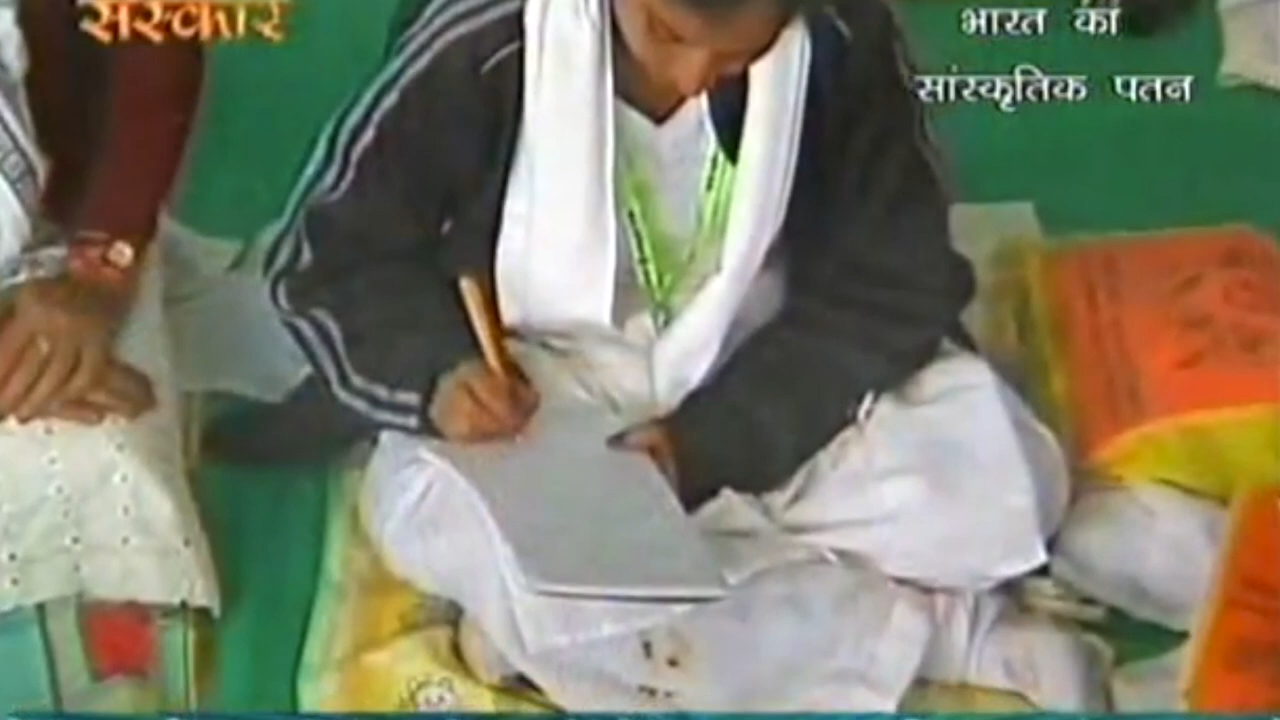 संस्कार
भारत का
सांस्कृतिक पतन